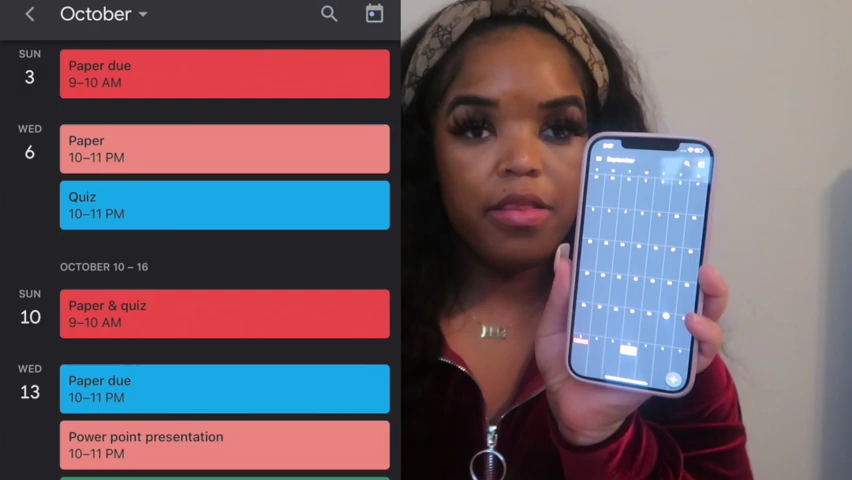 October
SUN
3
Paper due
9–10 AM
WED
6
Paper
10–11 PM
Quiz
10–11 PM
OCTOBER 10 – 16
SUN
10
Paper & quiz
9–10 AM
WED
13
Paper due
10–11 PM
Power point presentation
10–11 PM
September